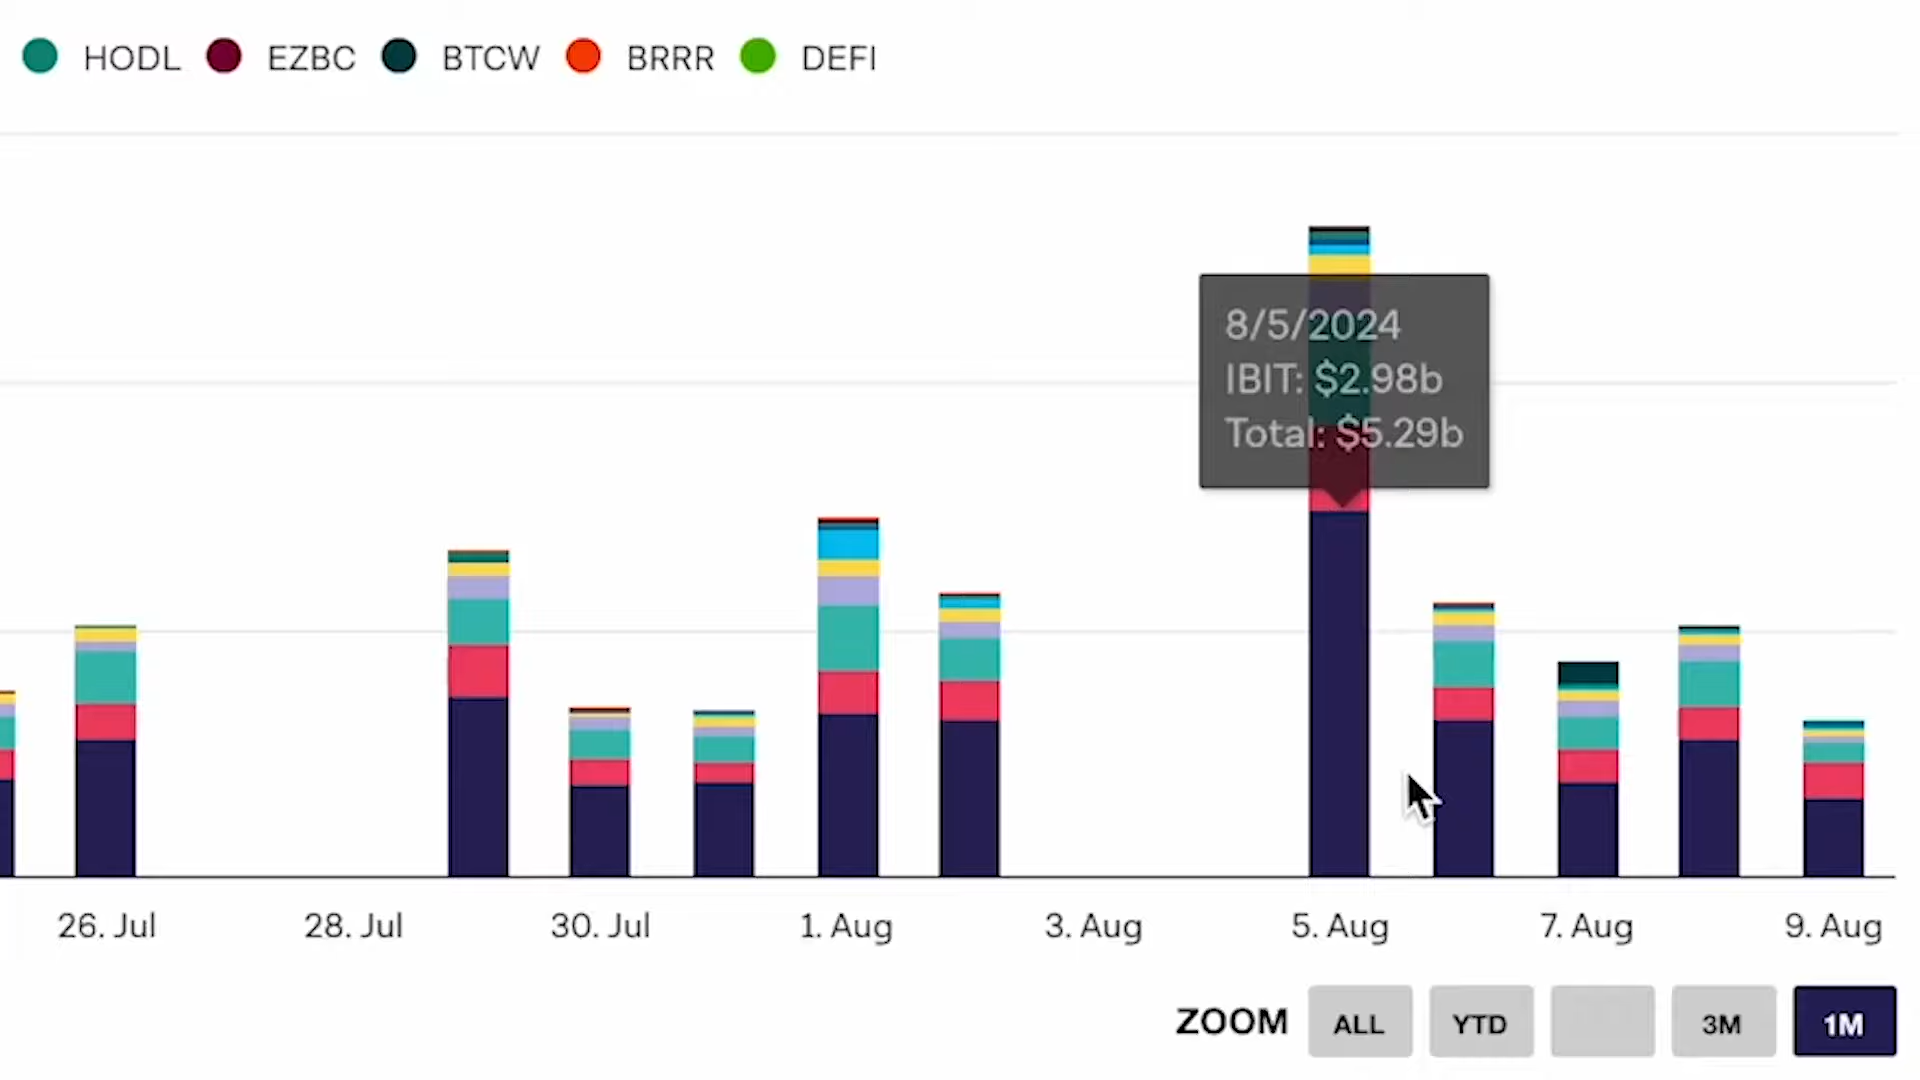 HODL EZBC BTCW BRRR DEFI
8/5/2024
IBIT: $2.98b
Total: $5.29b
26. Jul 28. Jul 30. Jul 1. Aug 3. Aug 5. Aug 7. Aug 9. Aug
ZOOM ALL YTD 3M 1M